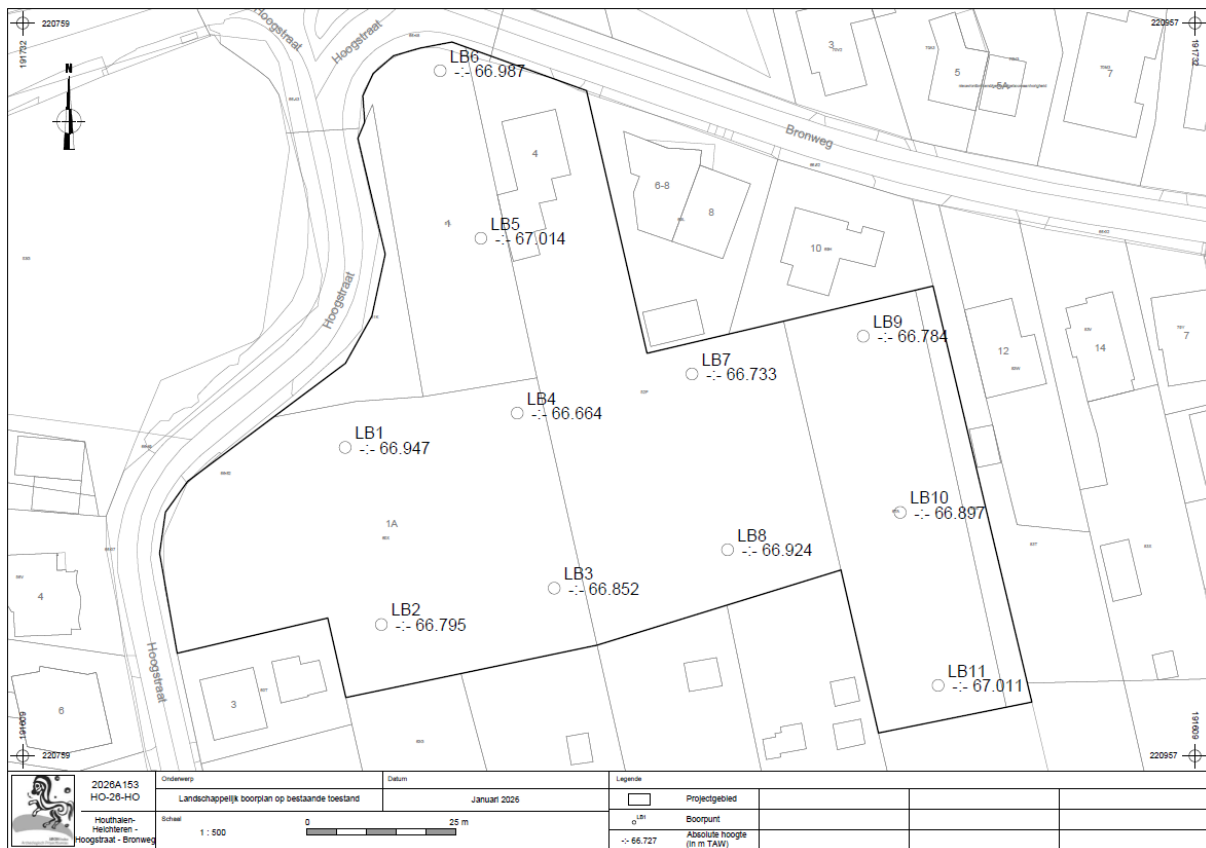 220759
191732
N
Hoogstraat
Hoogstraat
Hoogstraat
Hoogstraat
Bronweg
220957
191732
3
5
5A
7
LB6
-:- 66.987
4
6-8
8
10
4
LB5
-:- 67.014
LB9
-:- 66.784
12
14
7
LB7
-:- 66.733
LB4
-:- 66.664
LB1
-:- 66.947
1A
LB10
-:- 66.897
LB8
-:- 66.924
LB3
-:- 66.852
LB2
-:- 66.795
4
6
3
LB11
-:- 67.011
191609
220759
191609
220957
2026A153
HO-26-HO
Houthalen-
Helchteren -
Hoogstraat - Bronweg
Onderwerp
Landschappelijk boorplan op bestaande toestand
Datum
Januari 2026
Schaal
1 : 500
0
25 m
Legende
Projectgebied
LB1
Boorpunt
-:- 66.727
Absolute hoogte
(in m TAW)